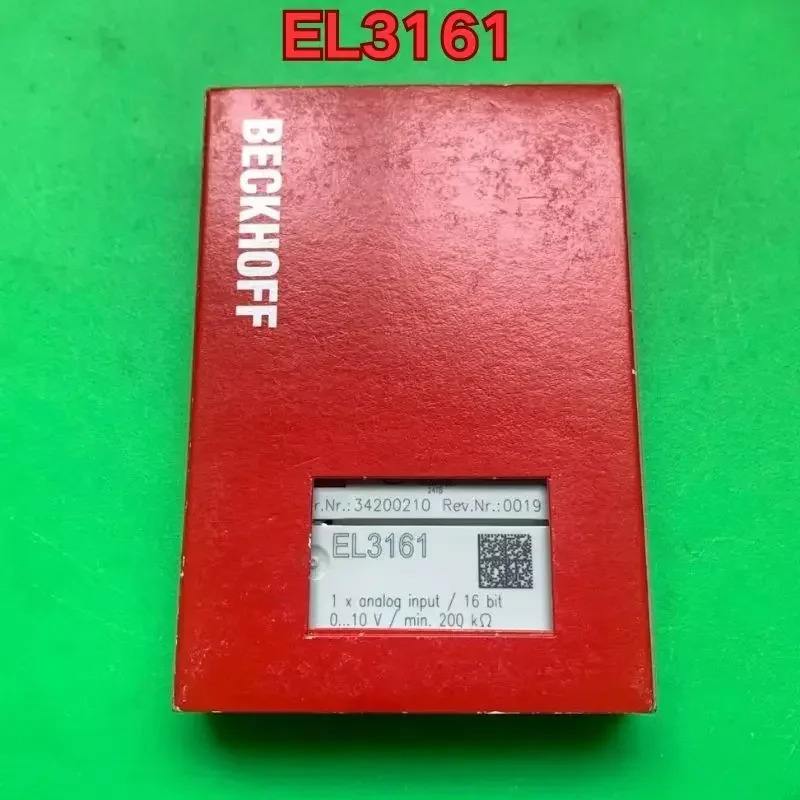 EL3161
BECKHOFF
r.Nr.:34200210 Rev.Nr.:0019
EL3161
1 x analog input / 16 bit
0...10 V / min. 200 kΩ